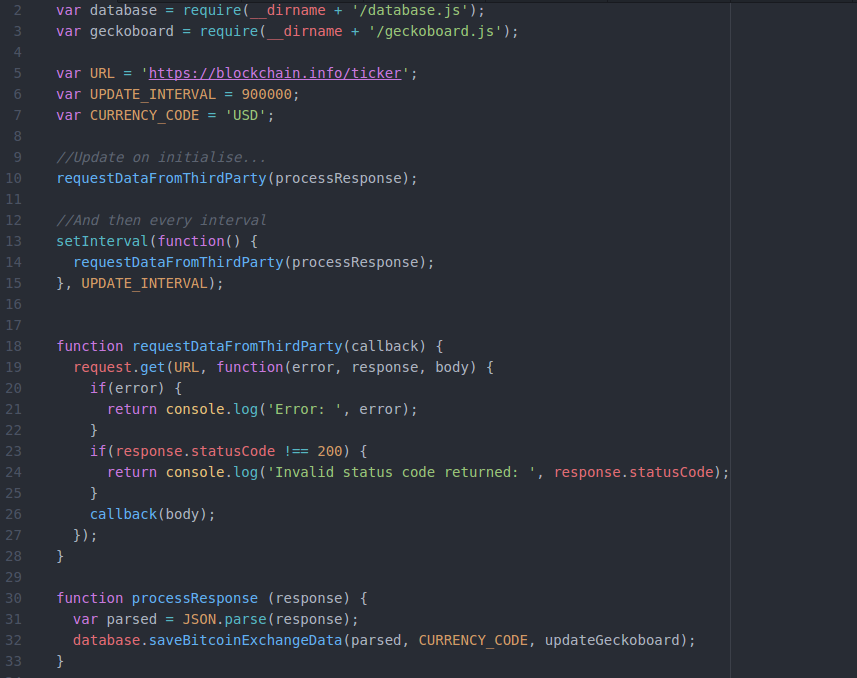 2 var database = require(__dirname + '/database.js');
3 var geckoboard = require(__dirname + '/geckoboard.js');
4
5 var URL = 'https://blockchain.info/ticker';
6 var UPDATE_INTERVAL = 900000;
7 var CURRENCY_CODE = 'USD';
8
9 //Update on initialise...
10 requestDataFromThirdParty(processResponse);
11
12 //And then every interval
13 setInterval(function() {
14   requestDataFromThirdParty(processResponse);
15 }, UPDATE_INTERVAL);
16
17
18 function requestDataFromThirdParty(callback) {
19   request.get(URL, function(error, response, body) {
20     if(error) {
21       return console.log('Error: ', error);
22     }
23     if(response.statusCode !== 200) {
24       return console.log('Invalid status code returned: ', response.statusCode);
25     }
26     callback(body);
27   });
28 }
29
30 function processResponse (response) {
31   var parsed = JSON.parse(response);
32   database.saveBitcoinExchangeData(parsed, CURRENCY_CODE, updateGeckoboard);
33 }